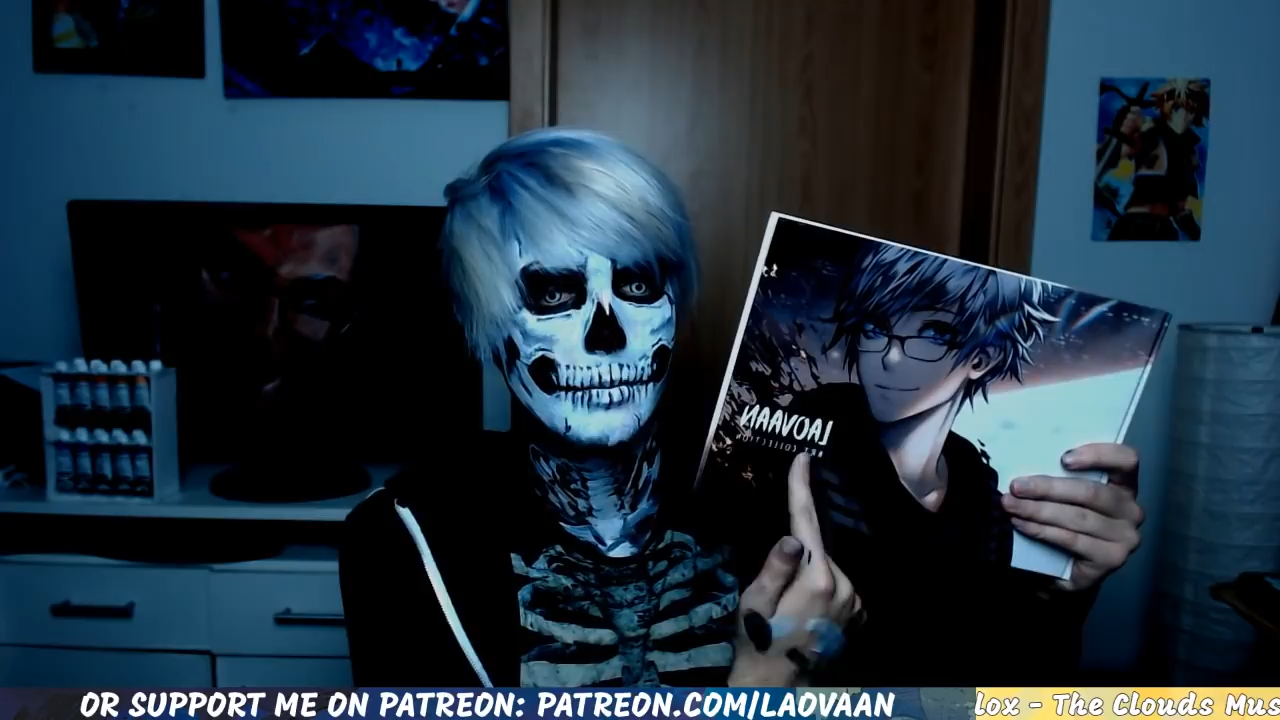 LAOVAAN
ART COLLECTION
OR SUPPORT ME ON PATREON: PATREON.COM/LAOVAAN
lox - The Clouds Mus